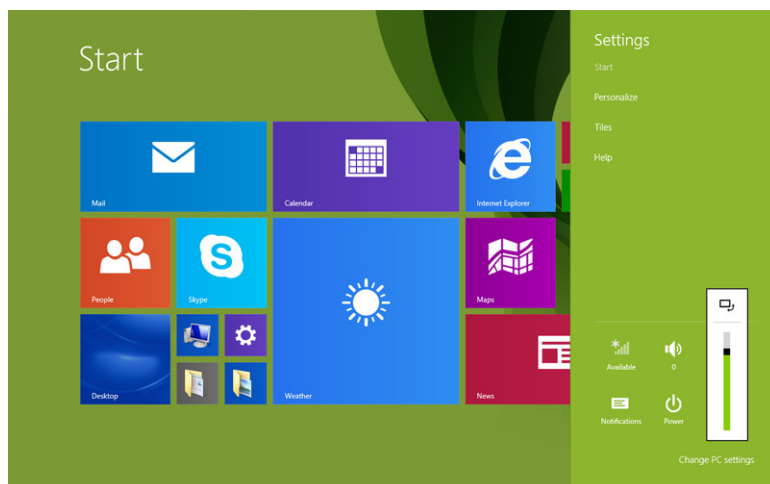 Start
Settings
Start
Personalize
Tiles
Help
Mail
Calendar
Internet Explorer
People
Skype
Maps
Desktop
Weather
News
Available
0
Notifications
Power
Change PC settings